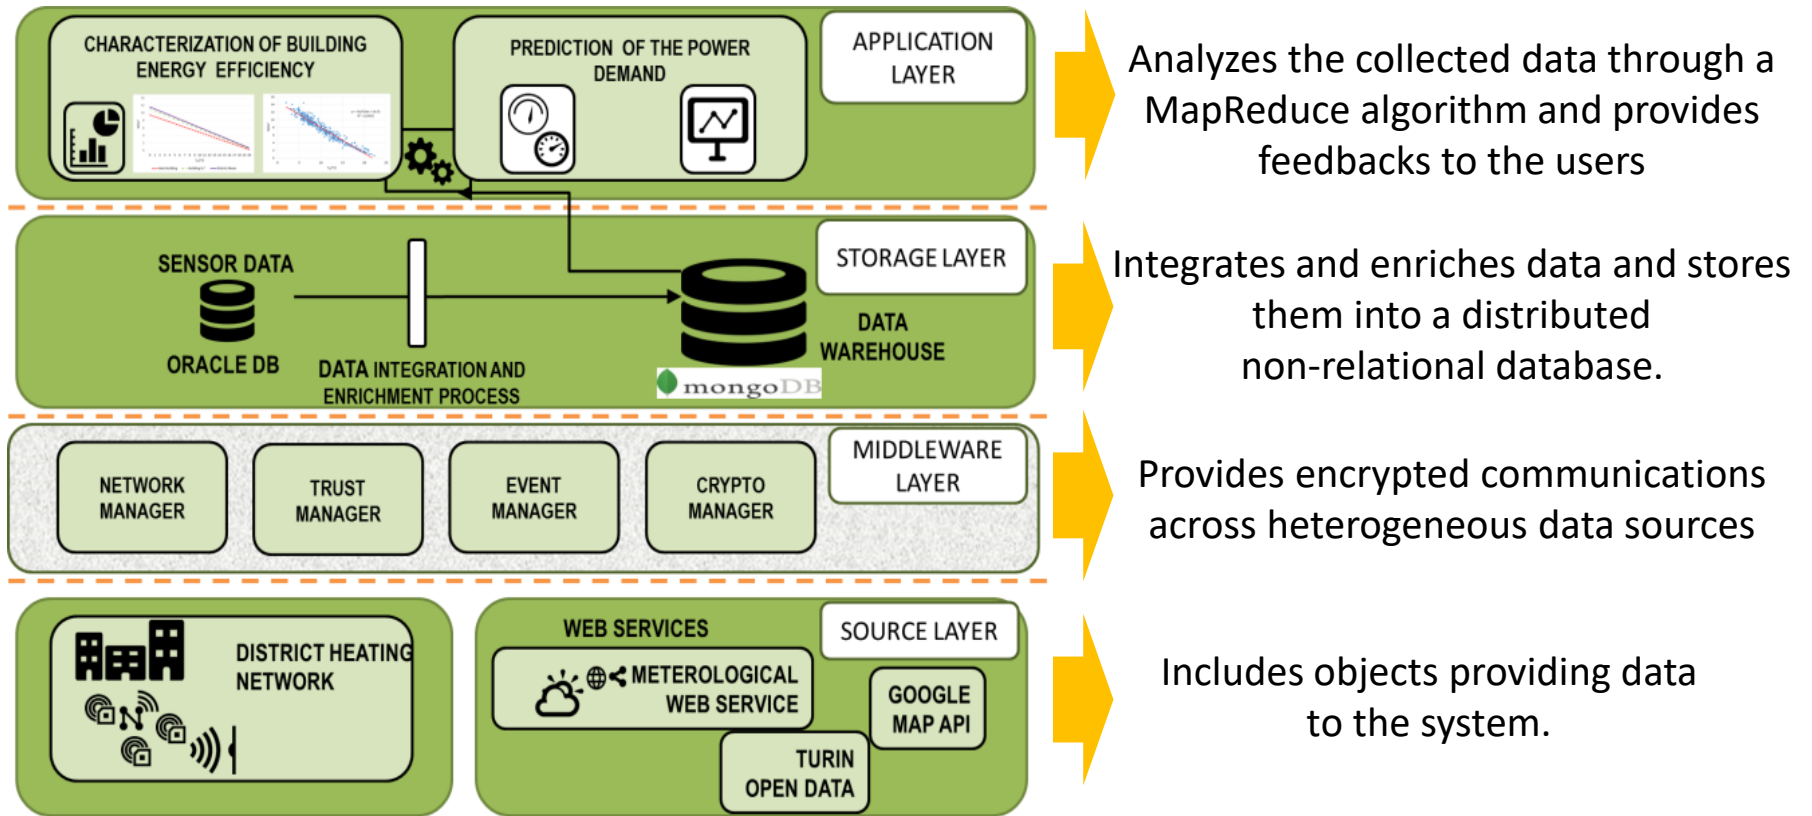 CHARACTERIZATION OF BUILDING
ENERGY EFFICIENCY
PREDICTION OF THE POWER
DEMAND
APPLICATION
LAYER
Analyzes the collected data through a
MapReduce algorithm and provides
feedbacks to the users
SENSOR DATA
ORACLE DB
DATA INTEGRATION AND
ENRICHMENT PROCESS
DATA
WAREHOUSE
mongoDB
STORAGE LAYER
Integrates and enriches data and stores
them into a distributed
non-relational database.
NETWORK
MANAGER
TRUST
MANAGER
EVENT
MANAGER
CRYPTO
MANAGER
MIDDLEWARE
LAYER
Provides encrypted communications
across heterogeneous data sources
DISTRICT HEATING
NETWORK
WEB SERVICES
METEROLOGICAL
WEB SERVICE
GOOGLE
MAP API
TURIN
OPEN DATA
SOURCE LAYER
Includes objects providing data
to the system.